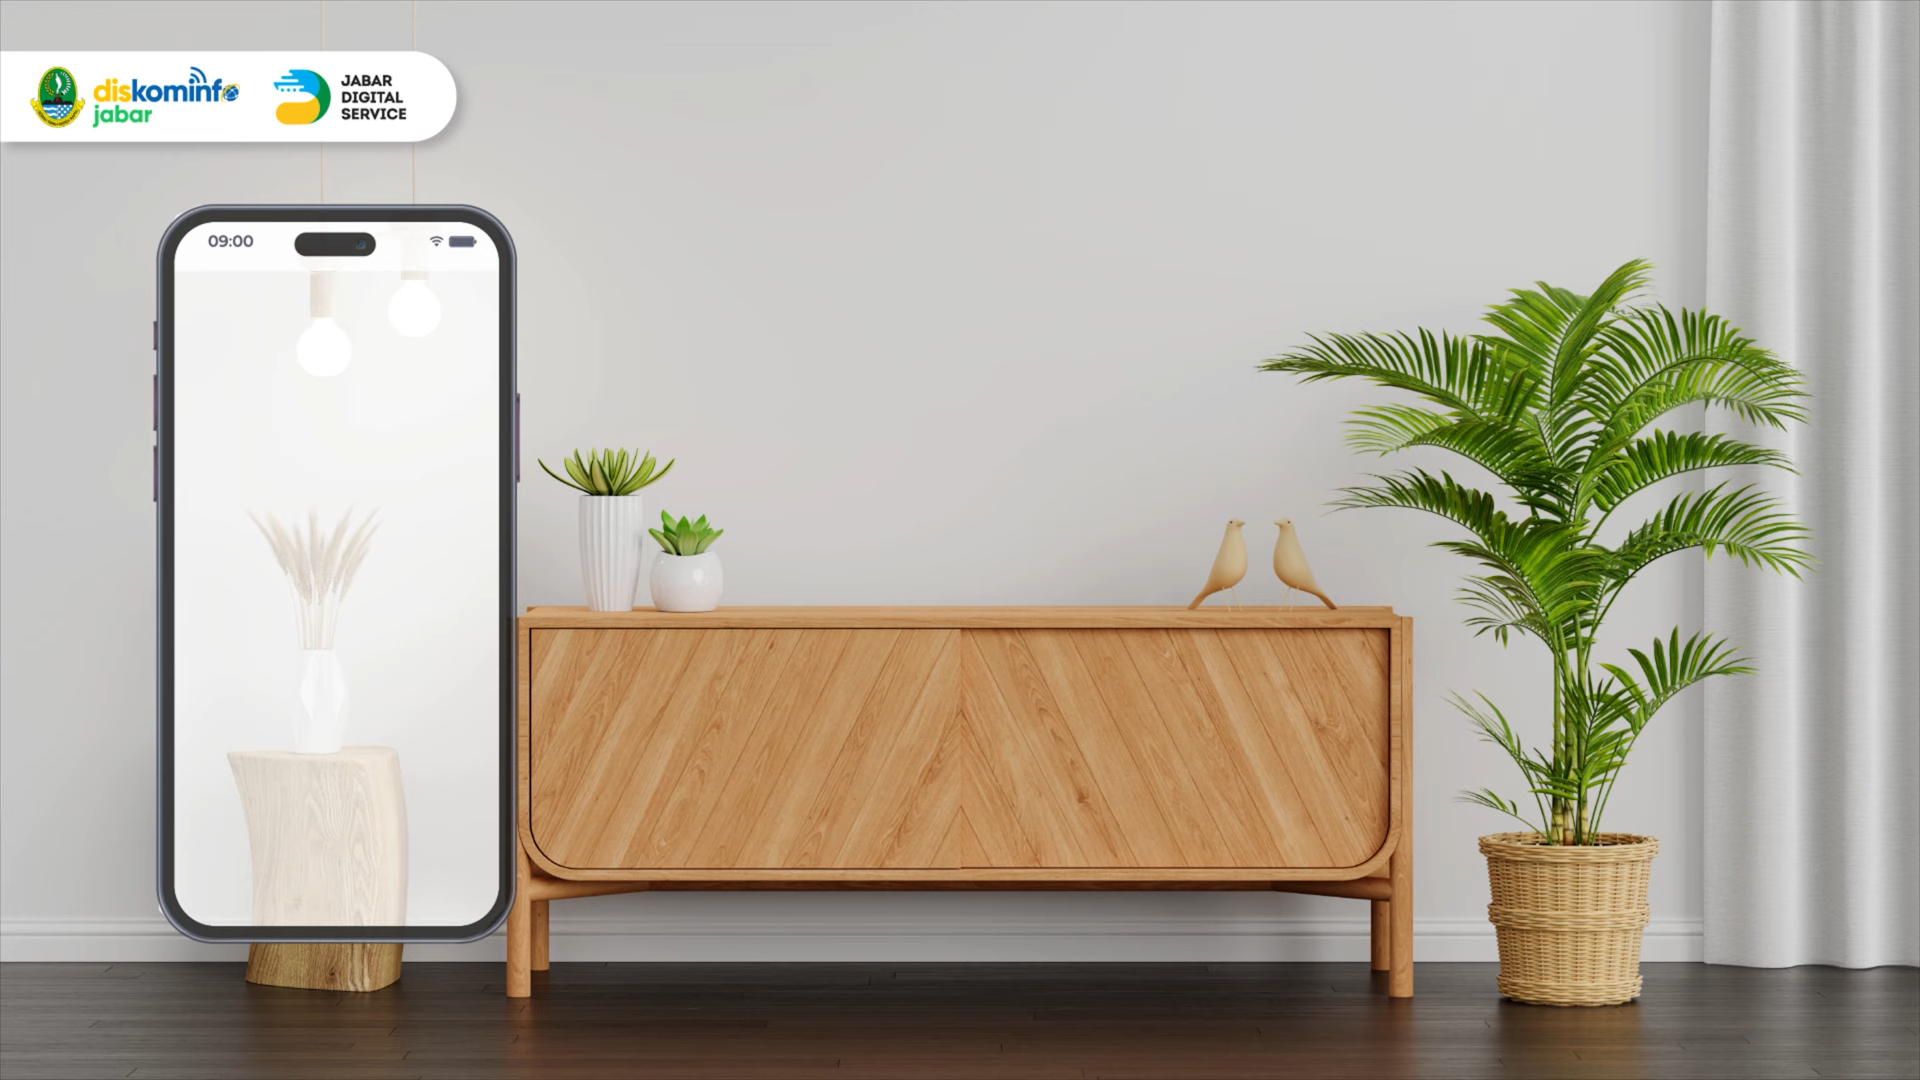 diskominfo
jabar
JABAR
DIGITAL
SERVICE
09:00